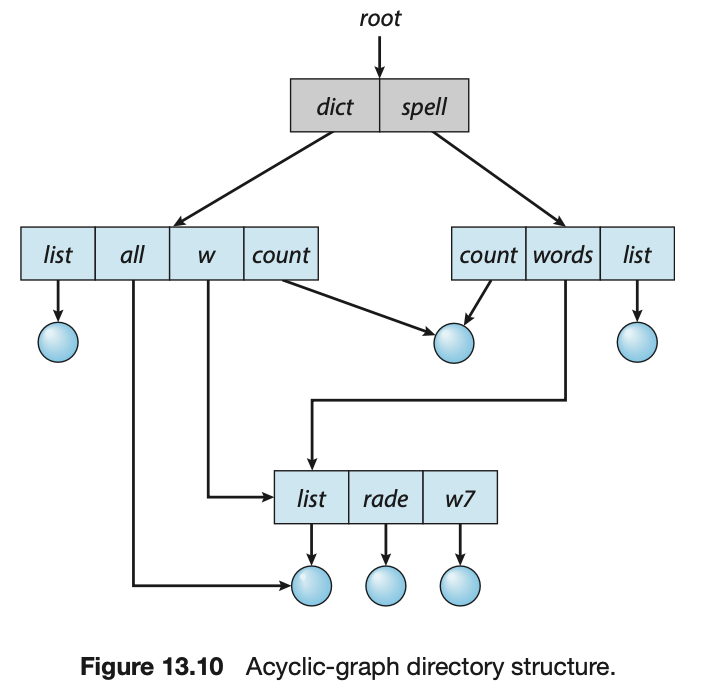 root
dict spell
list all w count
count words list
list rade w7
Figure 13.10 Acyclic-graph directory structure.